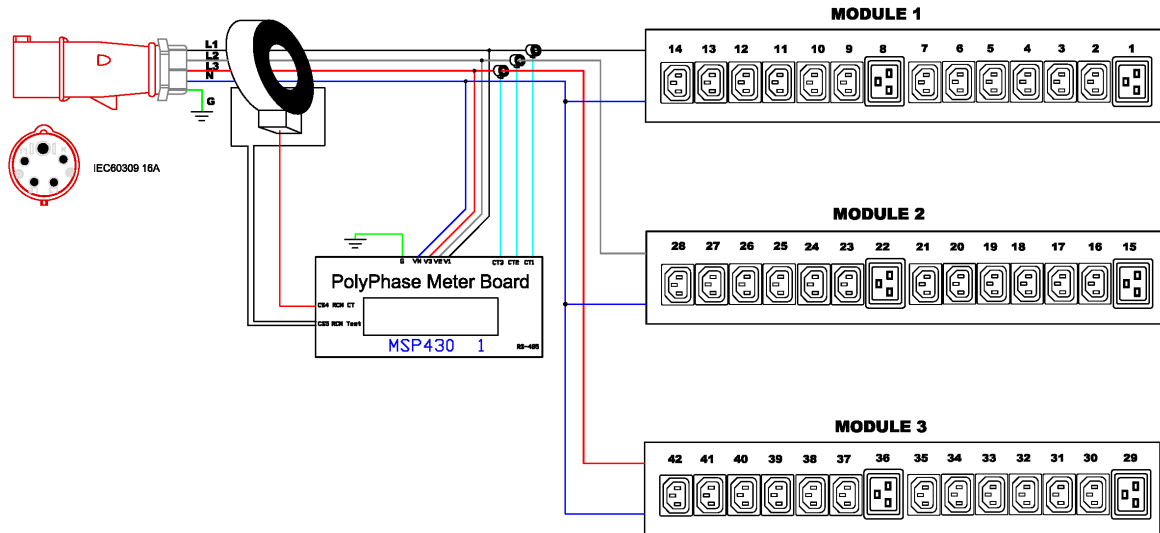 MODULE 1
14 13 12 11 10 9 8 7 6 5 4 3 2 1
L1
L2
L3
N
G
IEC60309 16A
MODULE 2
28 27 26 25 24 23 22 21 20 19 18 17 16 15
G VN V3 V2 V1 CT3 CT2 CT1
PolyPhase Meter Board
CS4 RCM CT
CS3 RCM Test
MSP430 1
RS-485
MODULE 3
42 41 40 39 38 37 36 35 34 33 32 31 30 29